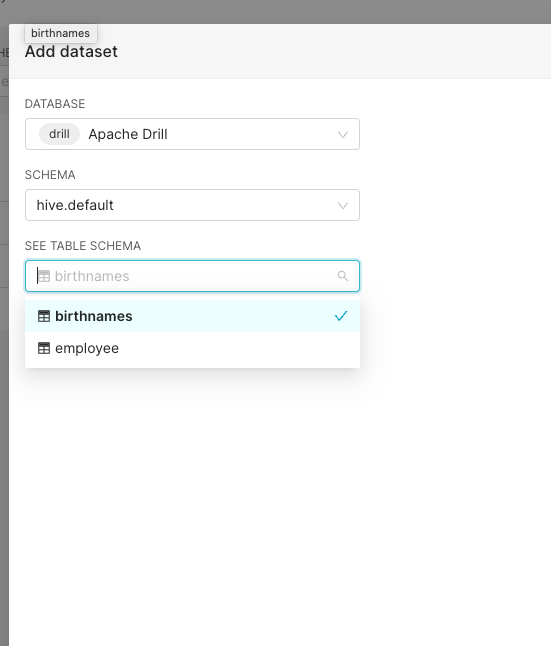 birthnames
Add dataset
DATABASE
drill Apache Drill
SCHEMA
hive.default
SEE TABLE SCHEMA
birthnames
birthnames
employee